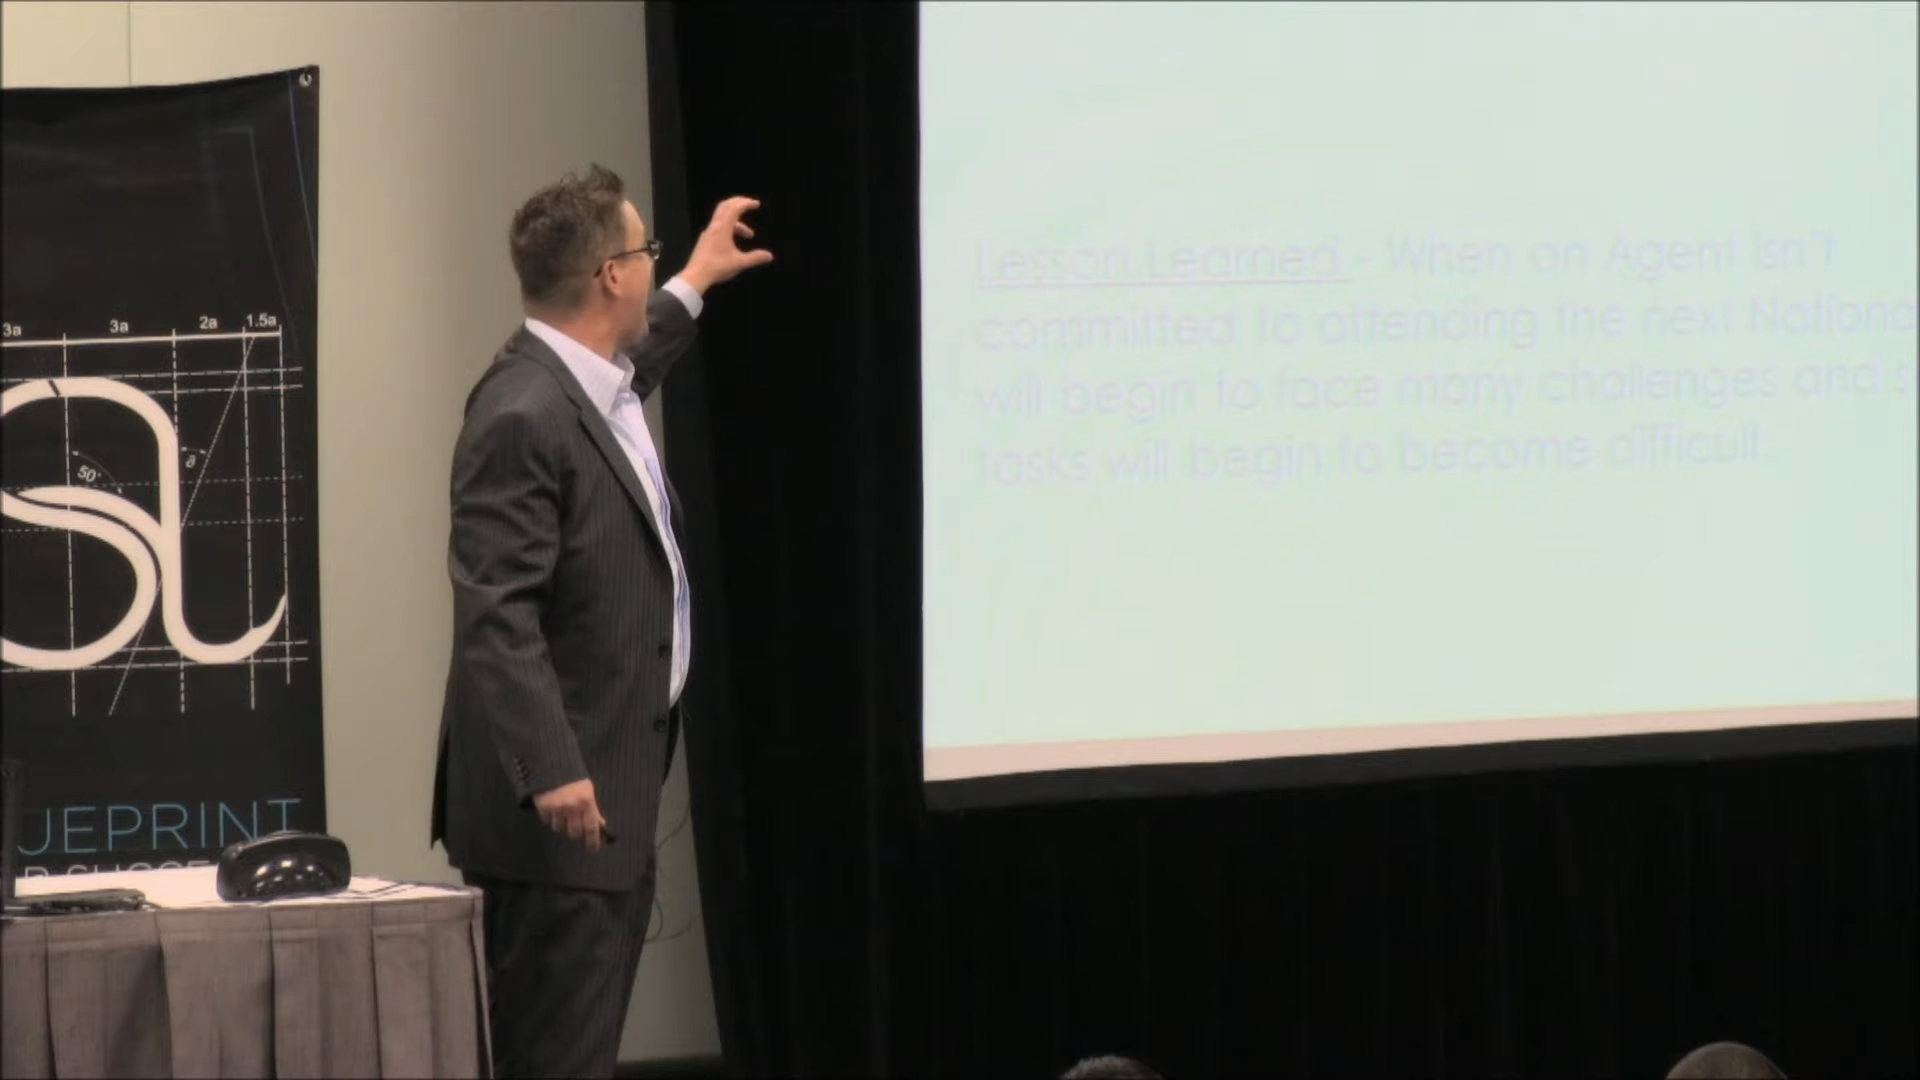 3a 3a 2a 1.5a
50°
a
UEPRINT
Lesson Learned - When an Agent isn't
committed to attending the next Nationa
will begin to face many challenges and s
tasks will begin to become difficult.